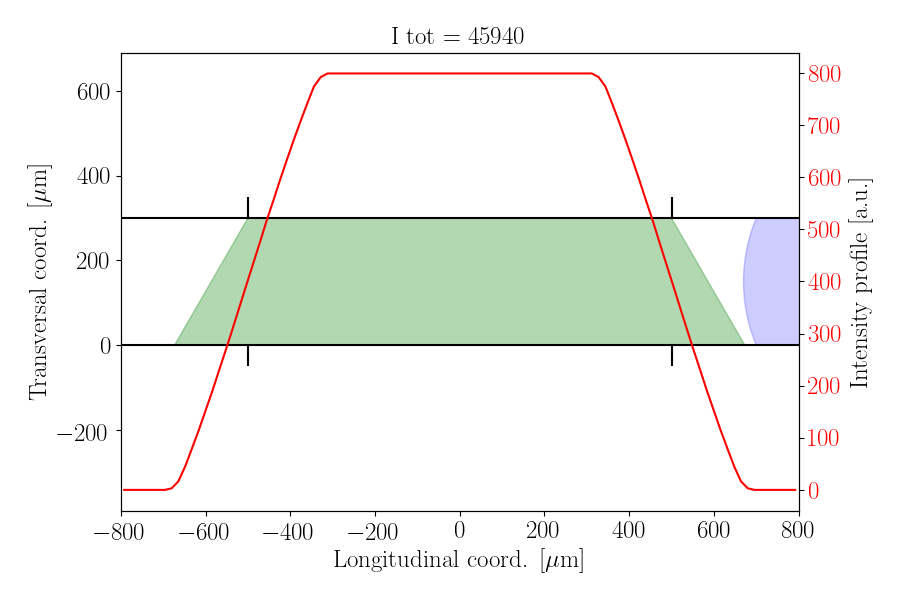 I tot = 45940
Transversal coord. [μm]
600
400
200
0
−200
800
700
600
500
400
300
200
100
0
Intensity profile [a.u.]
−800 −600 −400 −200 0 200 400 600 800
Longitudinal coord. [μm]